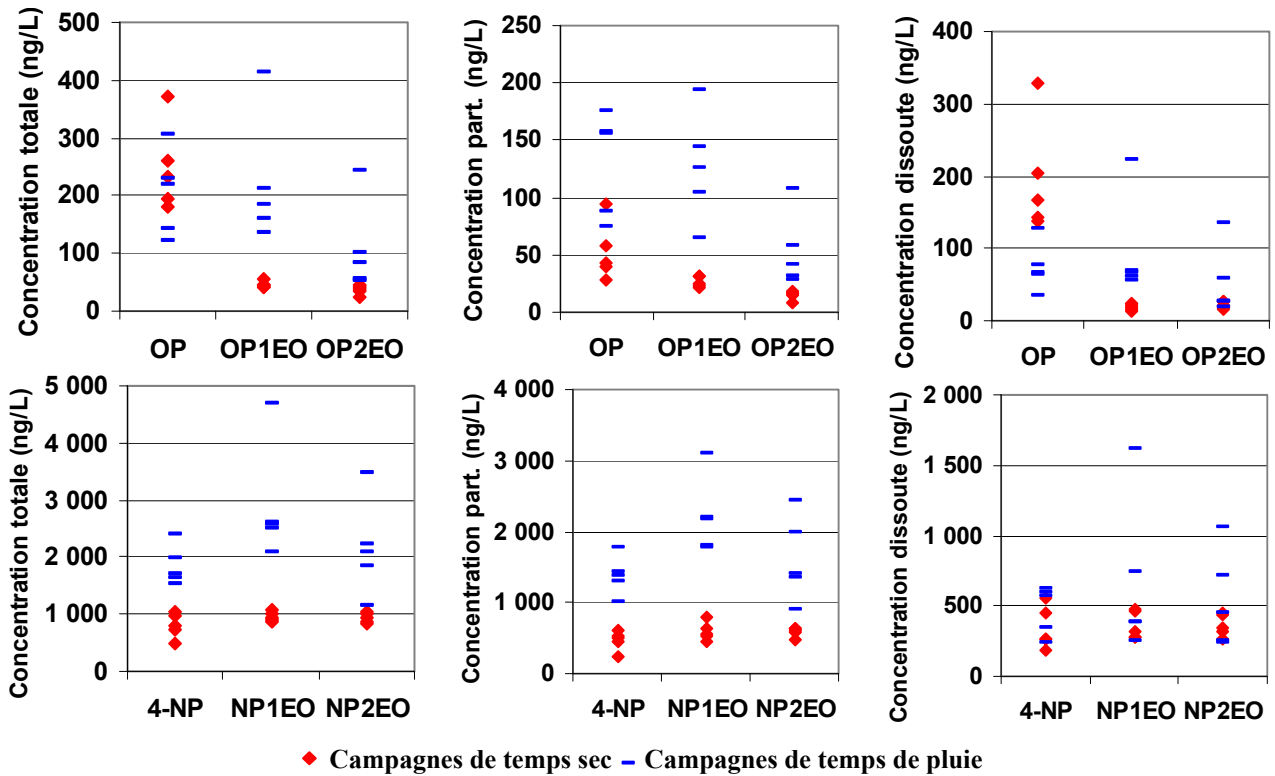 Concentration totale (ng/L)
500
400
300
200
100
0
OP OP1EO OP2EO
Concentration part. (ng/L)
250
200
150
100
50
0
OP OP1EO OP2EO
Concentration dissoute (ng/L)
400
300
200
100
0
OP OP1EO OP2EO
Concentration totale (ng/L)
5 000
4 000
3 000
2 000
1 000
0
4-NP NP1EO NP2EO
Concentration part. (ng/L)
4 000
3 000
2 000
1 000
0
4-NP NP1EO NP2EO
Concentration dissoute (ng/L)
2 000
1 500
1 000
500
0
4-NP NP1EO NP2EO
Campagnes de temps sec Campagnes de temps de pluie